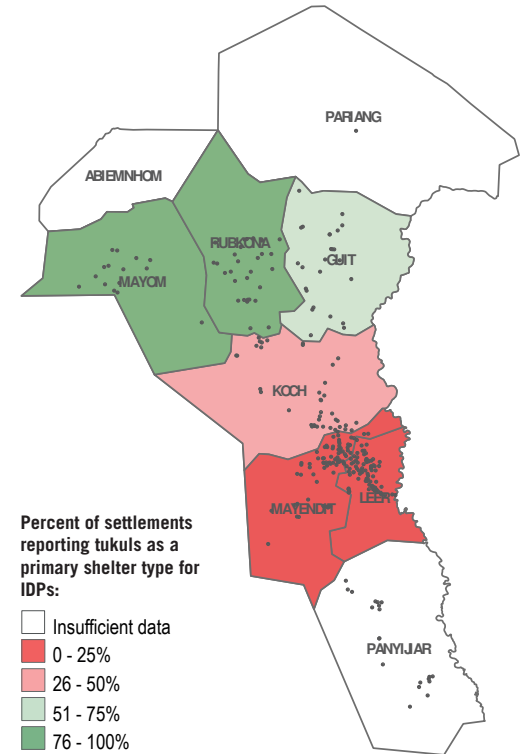 PARIANG
ABIEMNHOM
RUBKONA
GUIT
MAYOM
KOCH
MAYENDIT
LEER
PANYIJIAR
Percent of settlements
reporting tukuls as a
primary shelter type for
IDPs:
Insufficient data
0 - 25%
26 - 50%
51 - 75%
76 - 100%